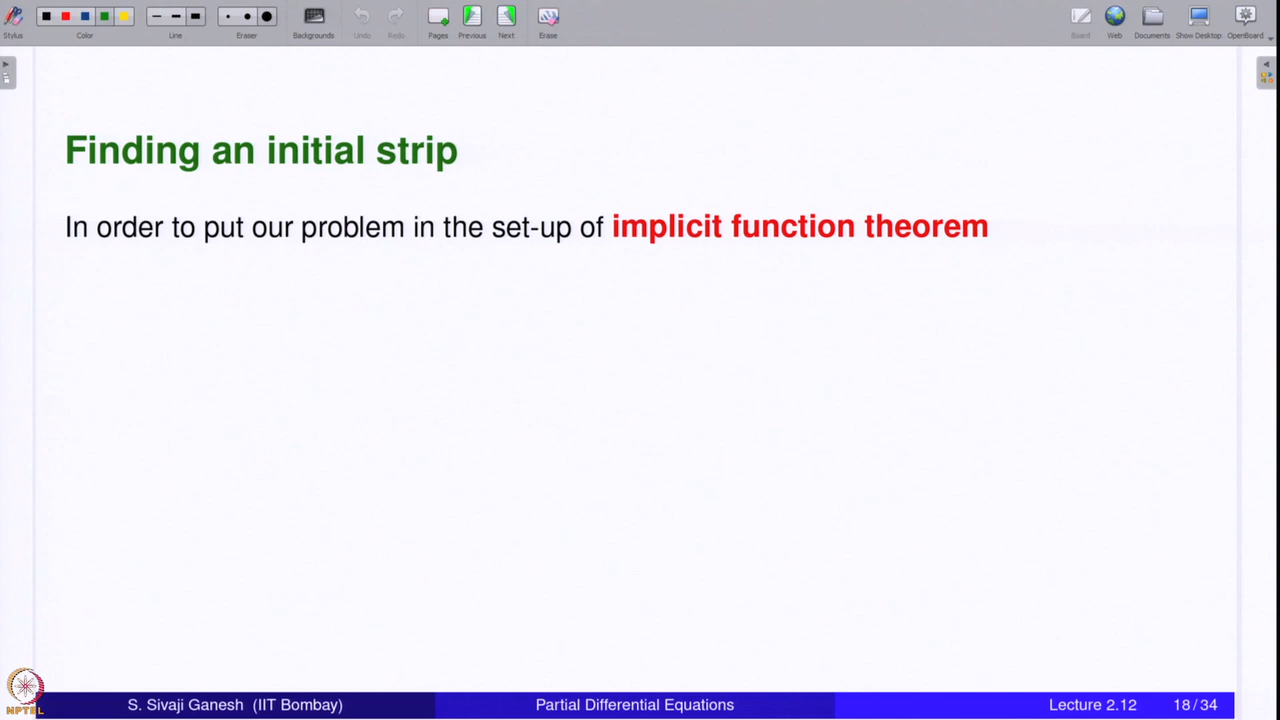 Stylus Color Line Eraser Backgrounds Undo Redo Pages Previous Next Erase Board Web Documents Show Desktop OpenBoard
Finding an initial strip
In order to put our problem in the set-up of implicit function theorem
NPTEL
S. Sivaji Ganesh (IIT Bombay) Partial Differential Equations Lecture 2.12 18/34